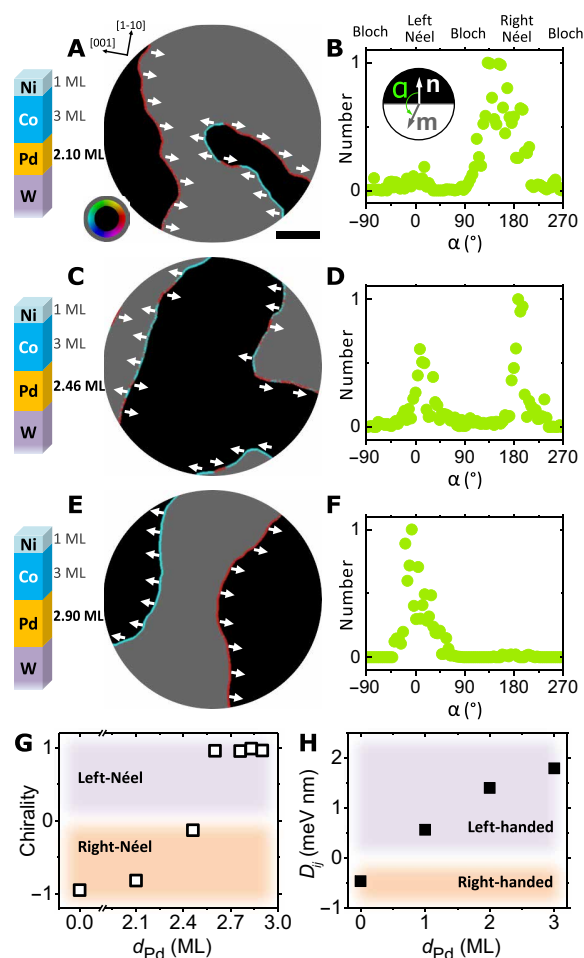 A
[001]
[1-10]
Ni
1 ML
Co
3 ML
Pd
2.10 ML
W
B
Bloch
Left
Néel
Bloch
Right
Néel
Bloch
α
n
m
Number
1
0
−90
0
90
180
270
α (°)
C
Ni
1 ML
Co
3 ML
Pd
2.46 ML
W
D
Number
1
0
−90
0
90
180
270
α (°)
E
Ni
1 ML
Co
3 ML
Pd
2.90 ML
W
F
Number
1
0
−90
0
90
180
270
α (°)
G
Chirality
1
0
−1
Left-Néel
Right-Néel
0.0
2.1
2.4
2.7
3.0
dPd (ML)
H
Dij (meV nm)
2
1
0
−1
Left-handed
Right-handed
0
1
2
3
dPd (ML)